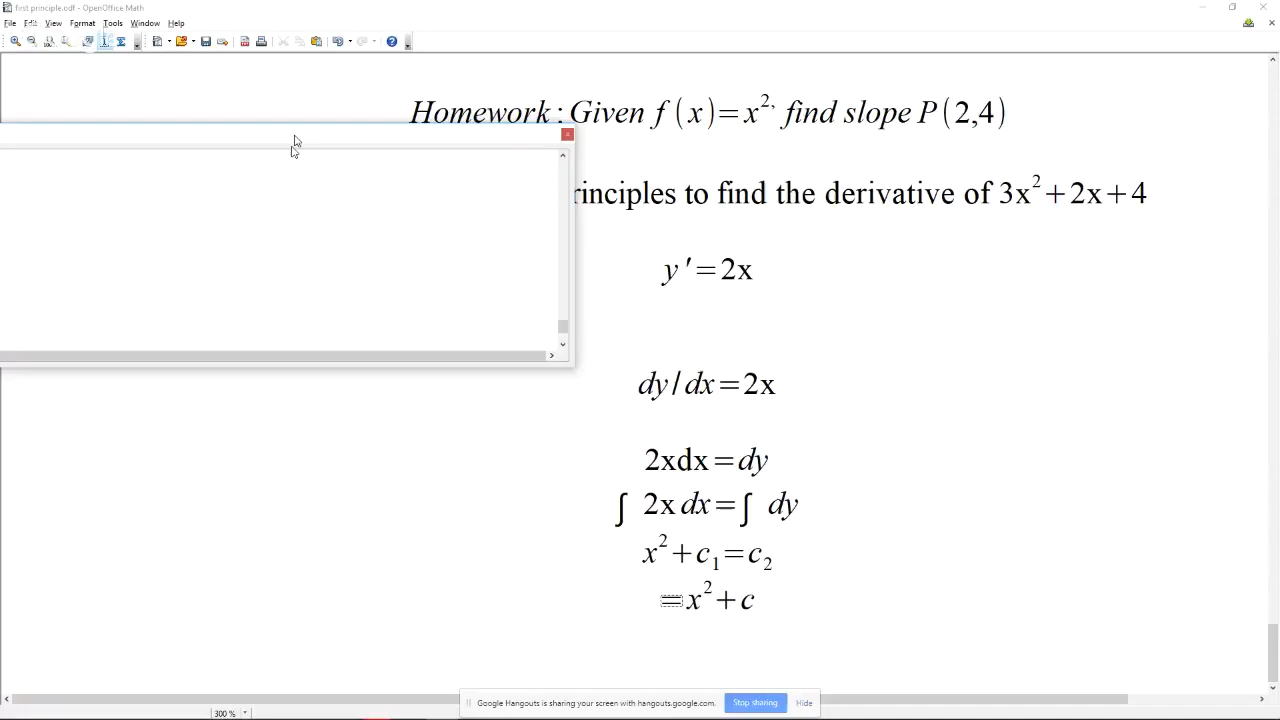 first principle.odf - OpenOffice Math
File Edit View Format Tools Window Help
Homework : Given f (x)=x², find slope P(2,4)
rinciples to find the derivative of 3x²+2x+4
y '=2x
dy/dx=2x
2xdx=dy
∫ 2x dx=∫ dy
x²+c₁=c₂
=x²+c
Google Hangouts is sharing your screen with hangouts.google.com.
Stop sharing
Hide
300 %